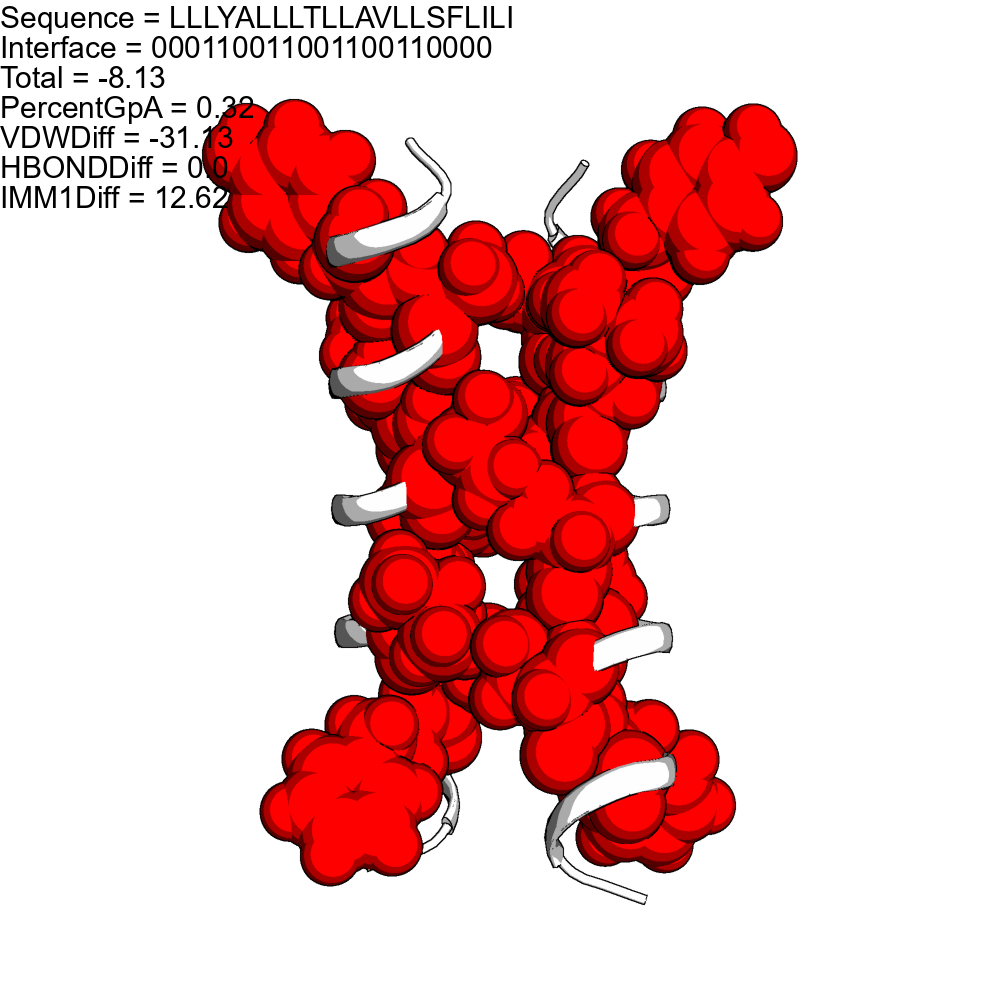 Sequence = LLLYALLLTLLAVLLSFLILI
Interface = 000110011001100110000
Total = -8.13
PercentGpA = 0.32
VDWDiff = -31.13
HBONDDiff = 0.0
IMM1Diff = 12.62